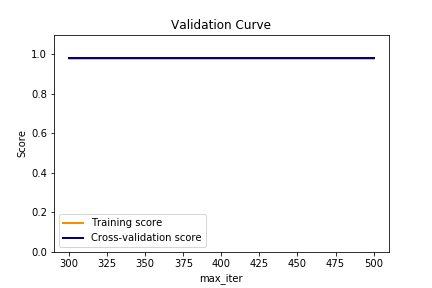 Validation Curve
1.0
0.8
0.6
0.4
0.2
0.0
Score
Training score
Cross-validation score
300 325 350 375 400 425 450 475 500
max_iter